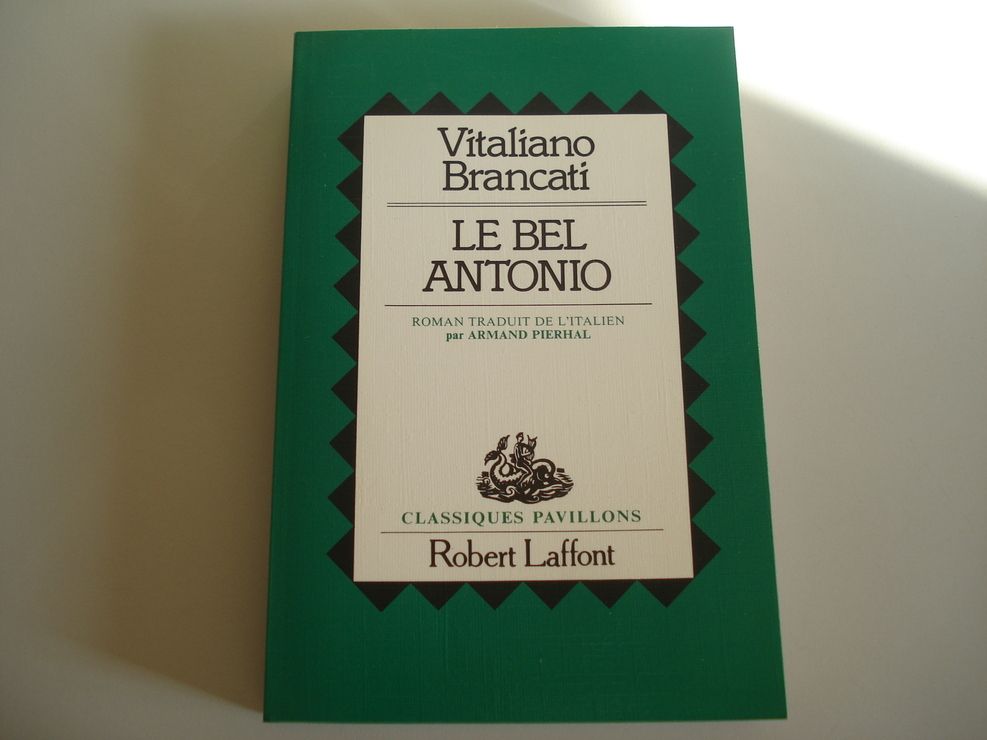 Vitaliano
Brancati
LE BEL
ANTONIO
ROMAN TRADUIT DE L'ITALIEN
par ARMAND PIERHAL
CLASSIQUES PAVILLONS
Robert Laffont